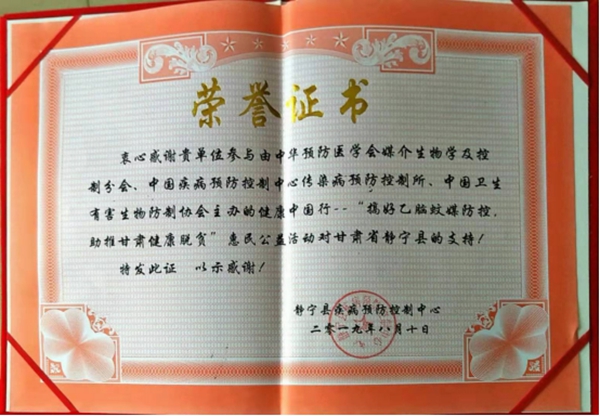 荣誉证书
衷心感谢贵单位参与由中华预防医学会媒介生物学及控
制分会、中国疾病预防控制中心传染病预防控制所、中国卫生
有害生物防制协会主办的健康中国行--“搞好乙脑蚊媒防控,
助推甘肃健康脱贫”惠民公益活动对甘肃省静宁县的支持!
特发此证 以示感谢!
静宁县疾病预防控制中心
二零一九年八月十日